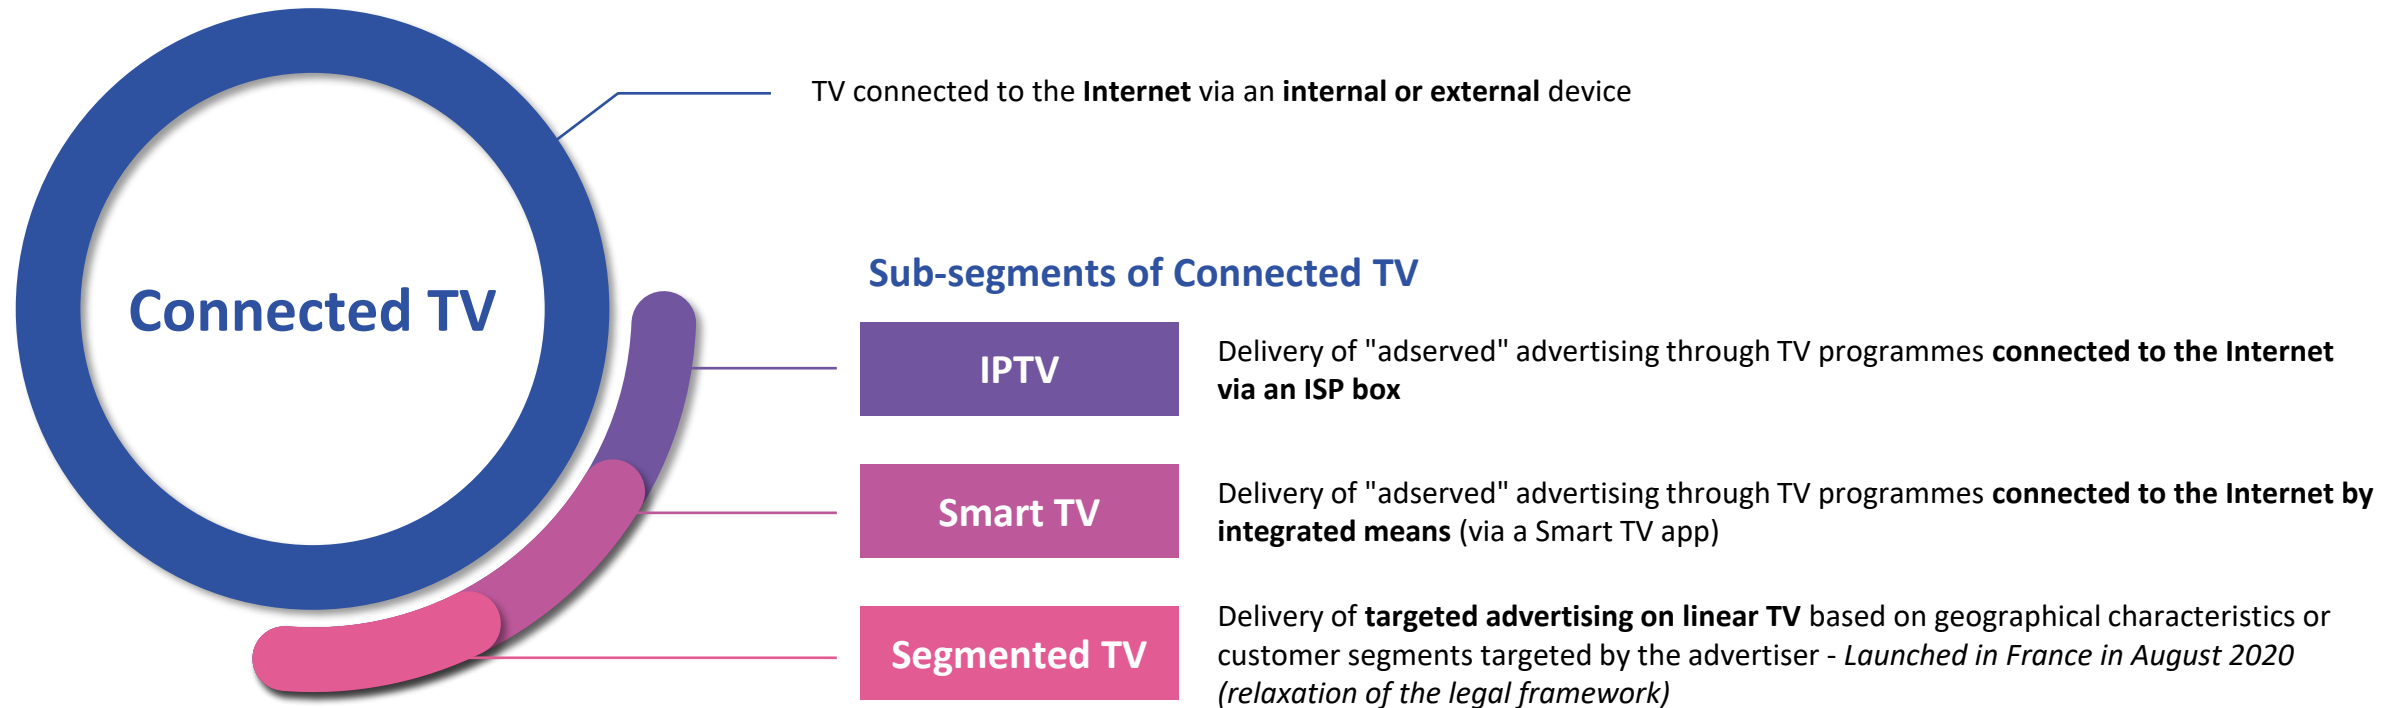 TV connected to the Internet via an internal or external device
Connected TV
Sub-segments of Connected TV
IPTV
Delivery of "adserved" advertising through TV programmes connected to the Internet
via an ISP box
Smart TV
Delivery of "adserved" advertising through TV programmes connected to the Internet by
integrated means (via a Smart TV app)
Segmented TV
Delivery of targeted advertising on linear TV based on geographical characteristics or
customer segments targeted by the advertiser - Launched in France in August 2020
(relaxation of the legal framework)